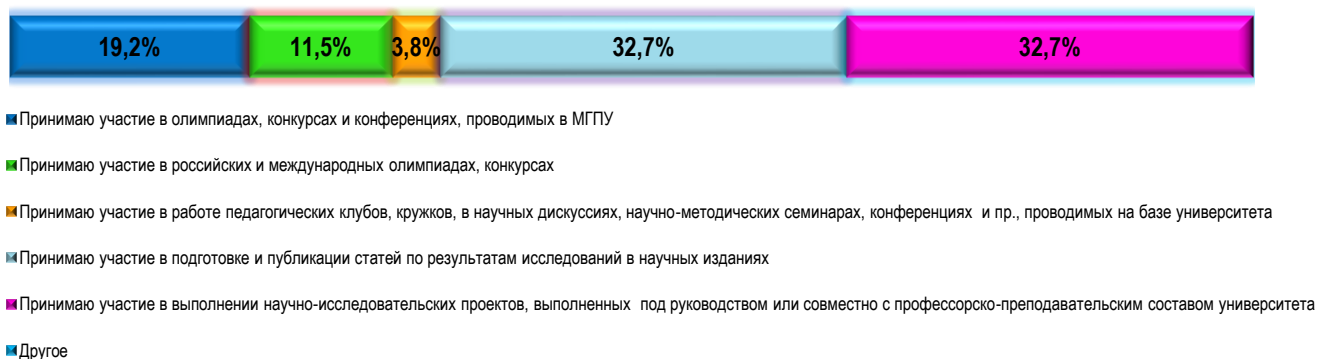 19,2% 11,5% 3,8% 32,7% 32,7%
Принимаю участие в олимпиадах, конкурсах и конференциях, проводимых в МГПУ
Принимаю участие в российских и международных олимпиадах, конкурсах
Принимаю участие в работе педагогических клубов, кружков, в научных дискуссиях, научно-методических семинарах, конференциях и пр., проводимых на базе университета
Принимаю участие в подготовке и публикации статей по результатам исследований в научных изданиях
Принимаю участие в выполнении научно-исследовательских проектов, выполненных под руководством или совместно с профессорско-преподавательским составом университета
Другое